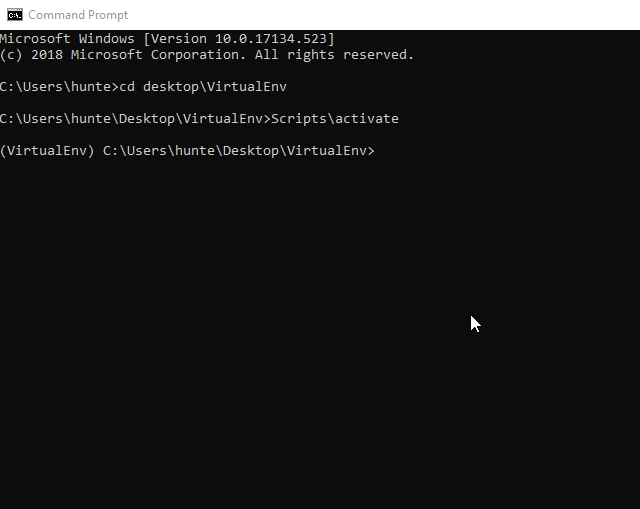 Command Prompt
Microsoft Windows [Version 10.0.17134.523]
(c) 2018 Microsoft Corporation. All rights reserved.
C:\Users\hunte>cd desktop\VirtualEnv
C:\Users\hunte\Desktop\VirtualEnv>Scripts\activate
(VirtualEnv) C:\Users\hunte\Desktop\VirtualEnv>